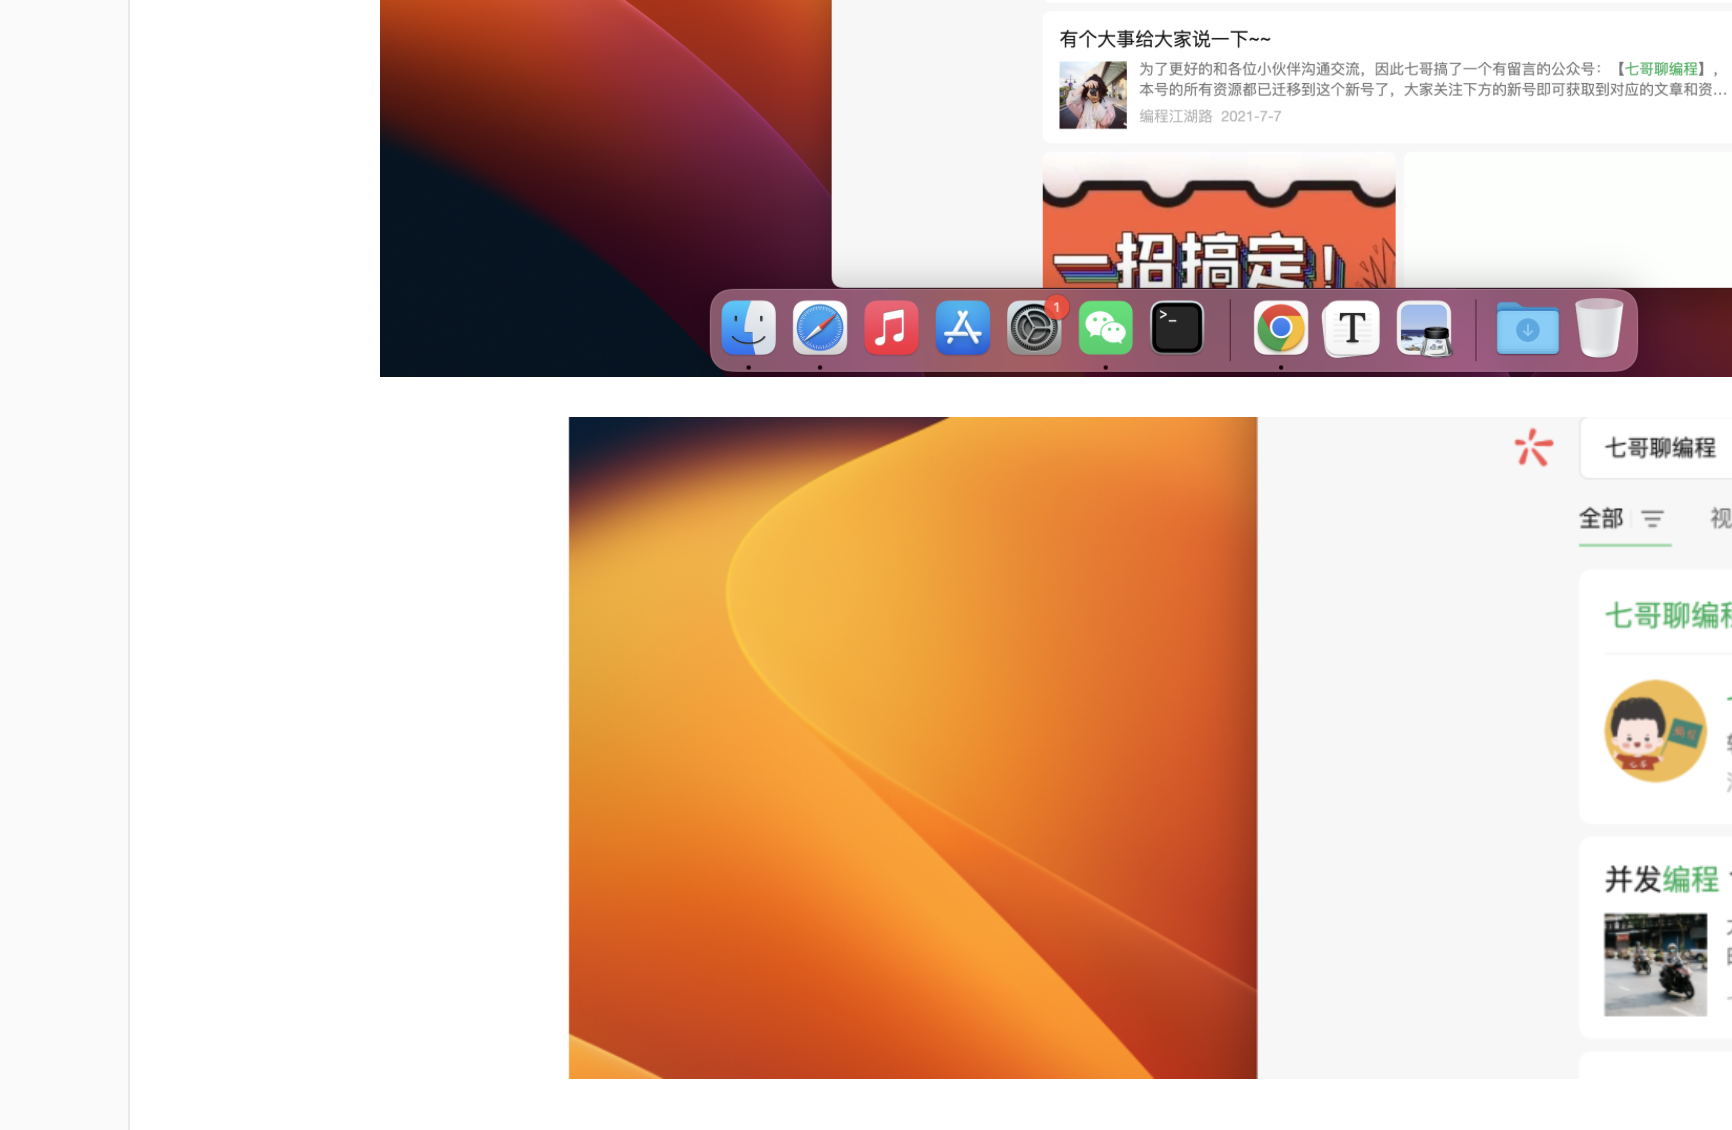 有个大事给大家说一下~~
为了更好的和各位小伙伴沟通交流，因此七哥搞了一个有留言的公众号：【七哥聊编程】，
本号的所有资源都已迁移到这个新号了，大家关注下方的新号即可获取到对应的文章和资...
编程江湖路 2021-7-7
一招搞定！
1
>_
T
七哥聊编程
全部
视
七哥聊编程
编程
七哥
并发编程